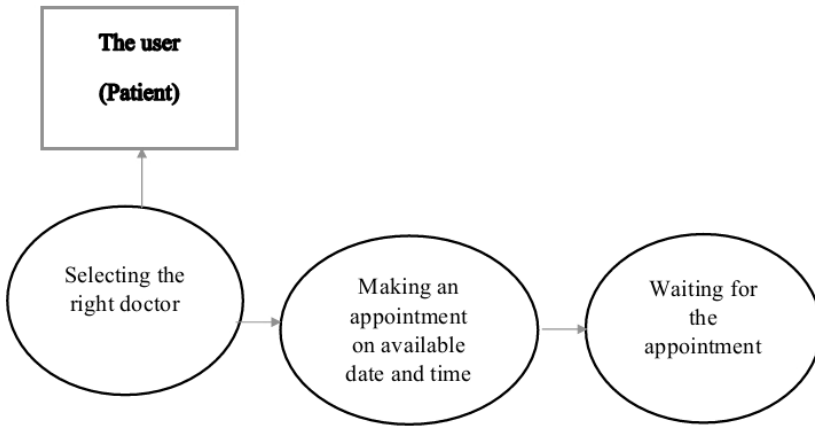 The user
(Patient)
Selecting the
right doctor
Making an
appointment
on available
date and time
Waiting for
the
appointment